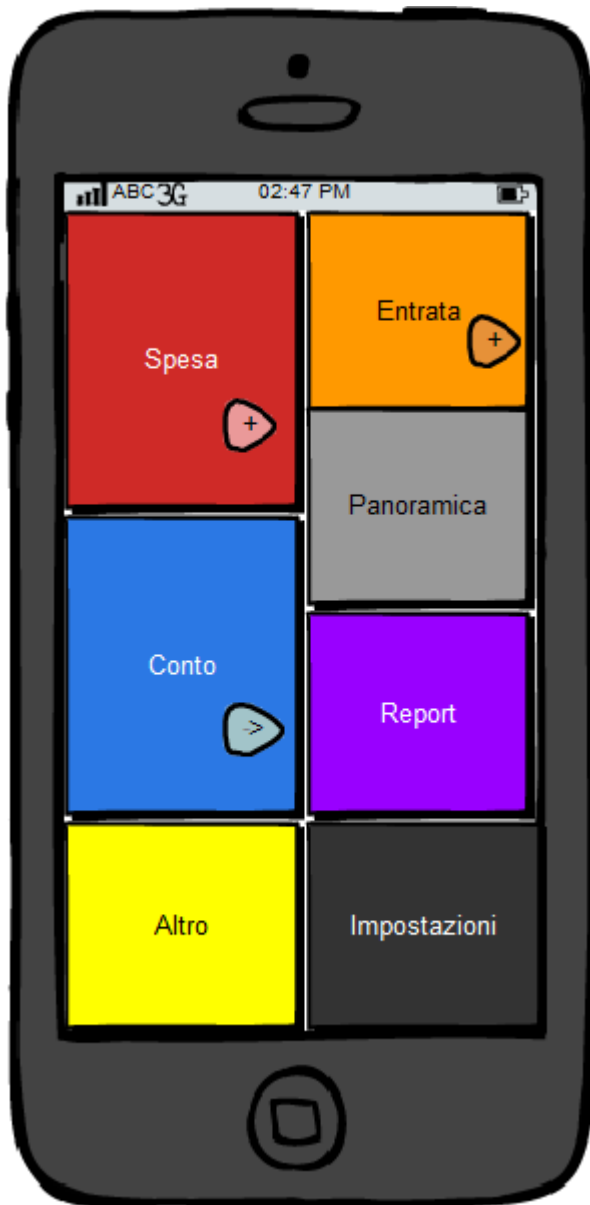 ABC 3G 02:47 PM
Spesa
+
Entrata
+
Panoramica
Conto
->
Report
Altro
Impostazioni